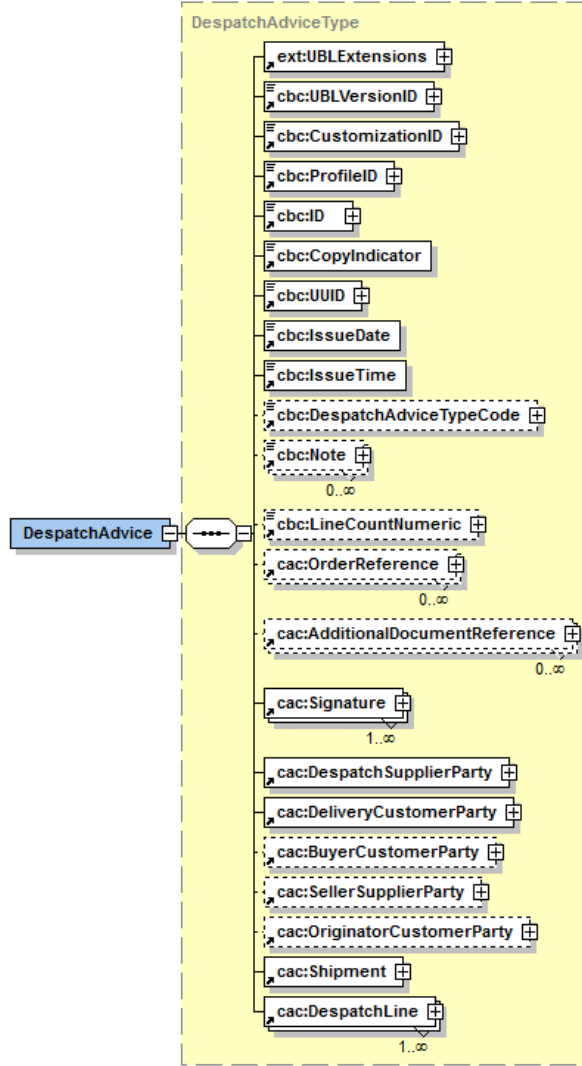 DespatchAdviceType
ext:UBLExtensions
cbc:UBLVersionID
cbc:CustomizationID
cbc:ProfileID
cbc:ID
cbc:CopyIndicator
cbc:UUID
cbc:IssueDate
cbc:IssueTime
cbc:DespatchAdviceTypeCode
cbc:Note
0..∞
DespatchAdvice
cbc:LineCountNumeric
cac:OrderReference
0..∞
cac:AdditionalDocumentReference
0..∞
cac:Signature
1..∞
cac:DespatchSupplierParty
cac:DeliveryCustomerParty
cac:BuyerCustomerParty
cac:SellerSupplierParty
cac:OriginatorCustomerParty
cac:Shipment
cac:DespatchLine
1..∞